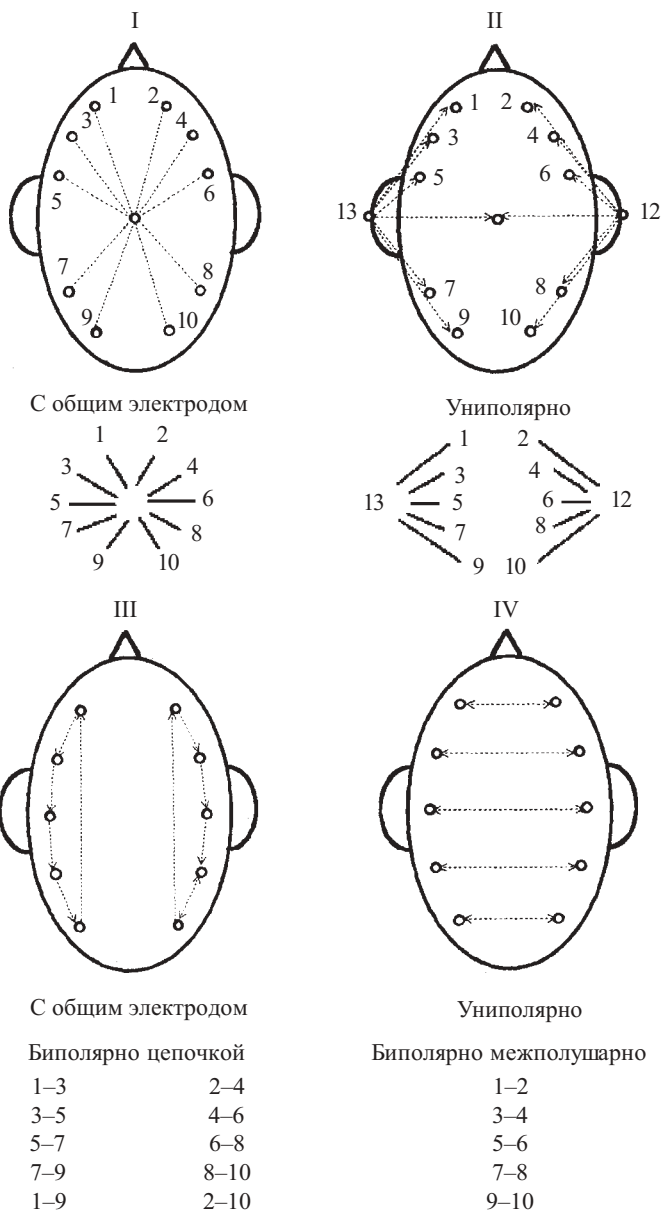 I II
1 2 1 2
3 4 3 4
5 6 5 6
13 12
7 8 7 8
9 10 9 10
С общим электродом Униполярно
1 2 1 2
3 4 3 4
5 6 13 5 6 12
7 8 7 8
9 10 9 10
III IV
С общим электродом Униполярно
Биполярно цепочкой Биполярно межполушарно
1–3 2–4 1–2
3–5 4–6 3–4
5–7 6–8 5–6
7–9 8–10 7–8
1–9 2–10 9–10